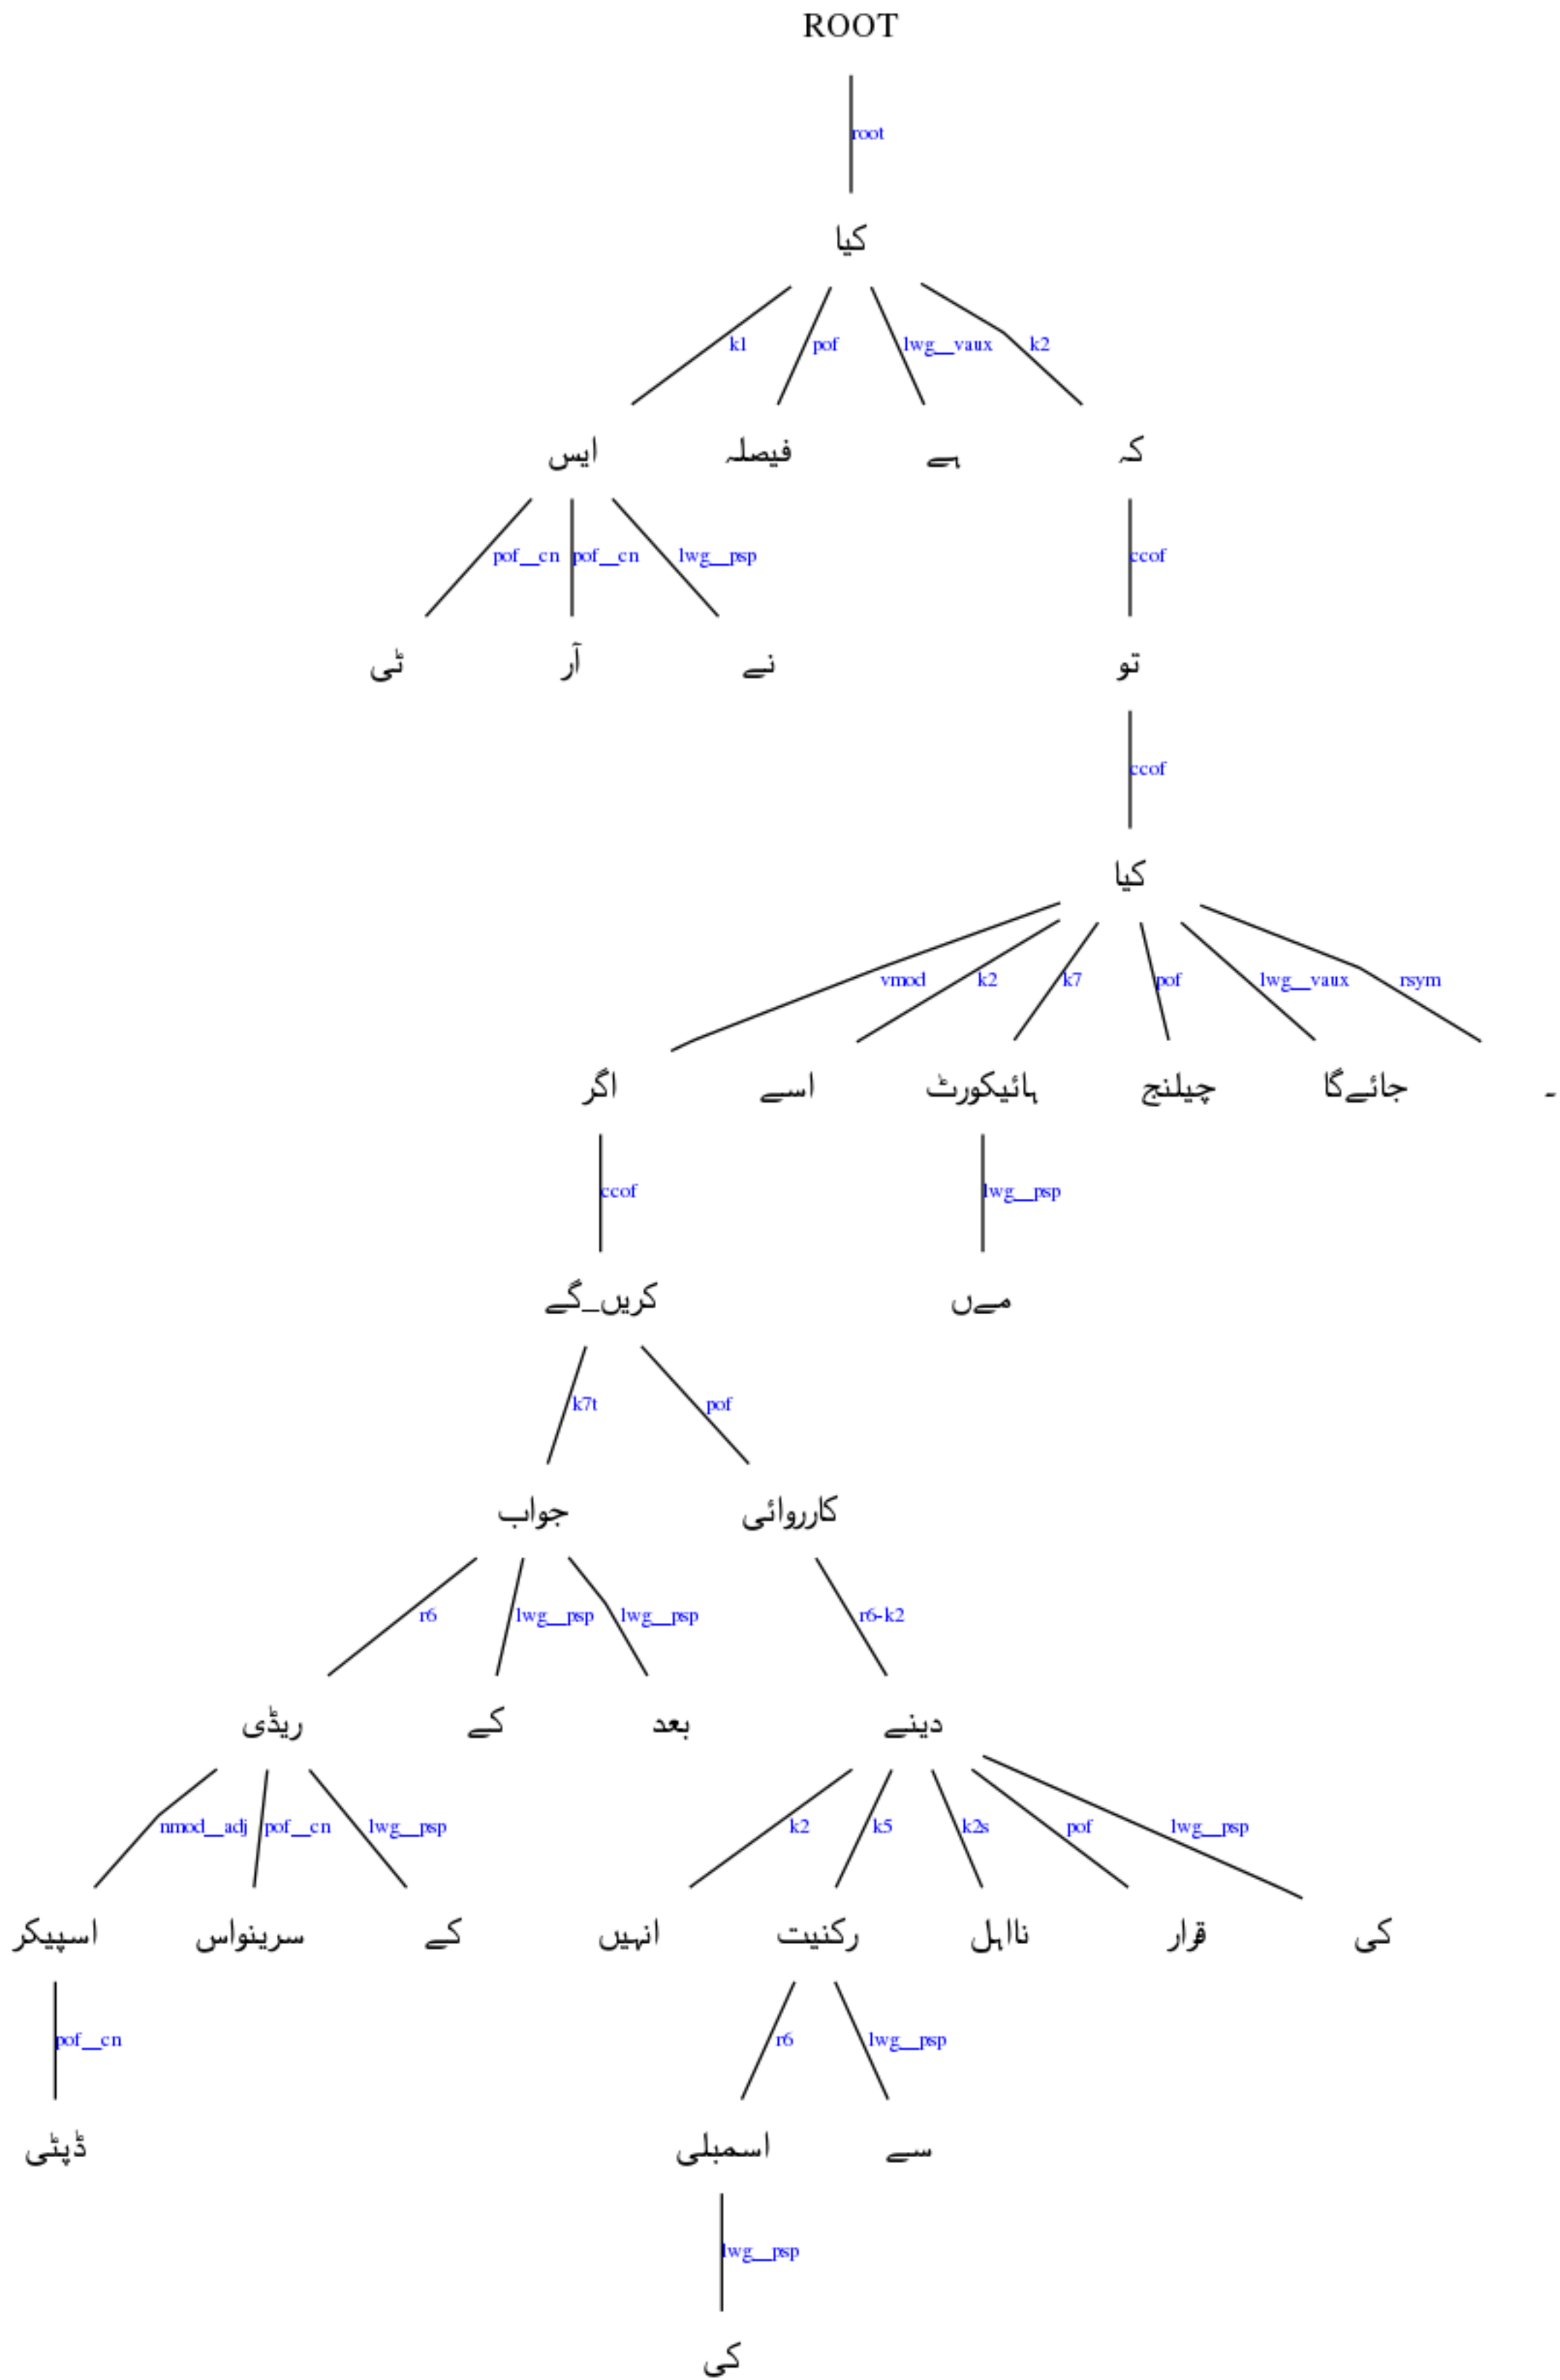 ROOT
root
کیا
k1 pof lwg__vaux k2
ایس فیصلہ ہے کہ
pof__cn pof__cn lwg__psp ccof
ٹی آر نے تو
ccof
کیا
vmod k2 k7 pof lwg__vaux rsym
اگر اسے ہائیکورٹ چیلنج جائےگا ۔
ccof lwg__psp
کریں_گے مےں
k7t pof
جواب کارروائی
r6 lwg__psp lwg__psp r6-k2
ریڈی کے بعد دینے
nmod__adj pof__cn lwg__psp k2 k5 k2s pof lwg__psp
اسپیکر سرینواس کے انہیں رکنیت نااہل قرار کی
pof__cn r6 lwg__psp
ڈپٹی اسمبلی سے
lwg__psp
کی